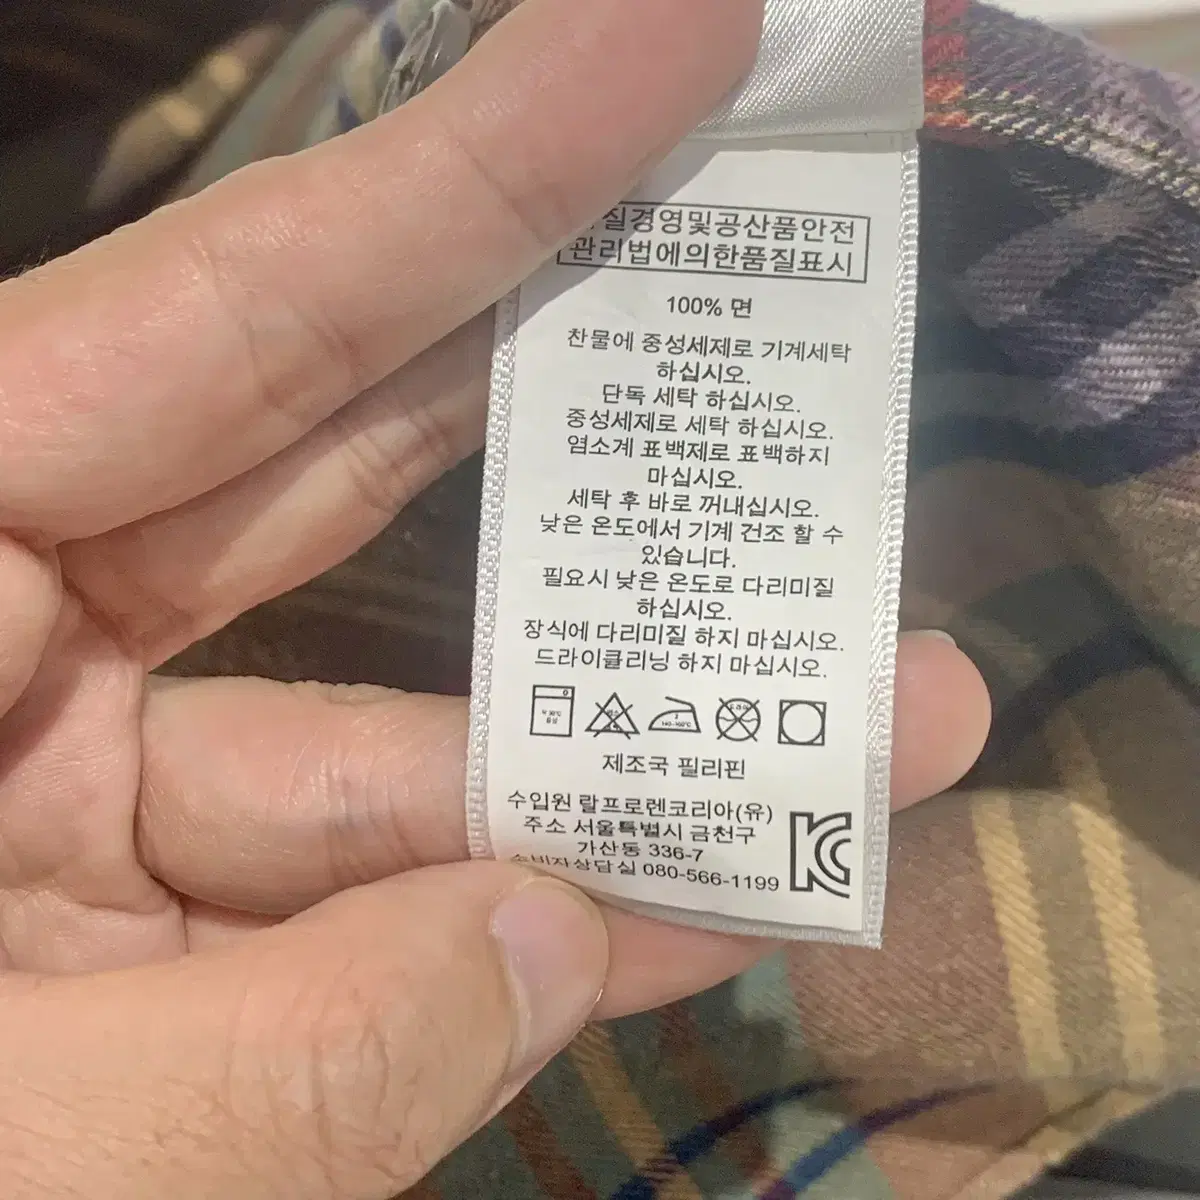 질경영및공산품안전
관리법에의한품질표시
100% 면
찬물에 중성세제로 기계세탁
하십시오.
단독 세탁 하십시오.
중성세제로 세탁 하십시오.
염소계 표백제로 표백하지
마십시오.
세탁 후 바로 꺼내십시오.
낮은 온도에서 기계 건조 할 수
있습니다.
필요시 낮은 온도로 다리미질
하십시오.
장식에 다리미질 하지 마십시오.
드라이클리닝 하지 마십시오.
제조국 필리핀
수입원 랄프로렌코리아(유)
주소 서울특별시 금천구
가산동 336-7
소비자상담실 080-566-1199
KC